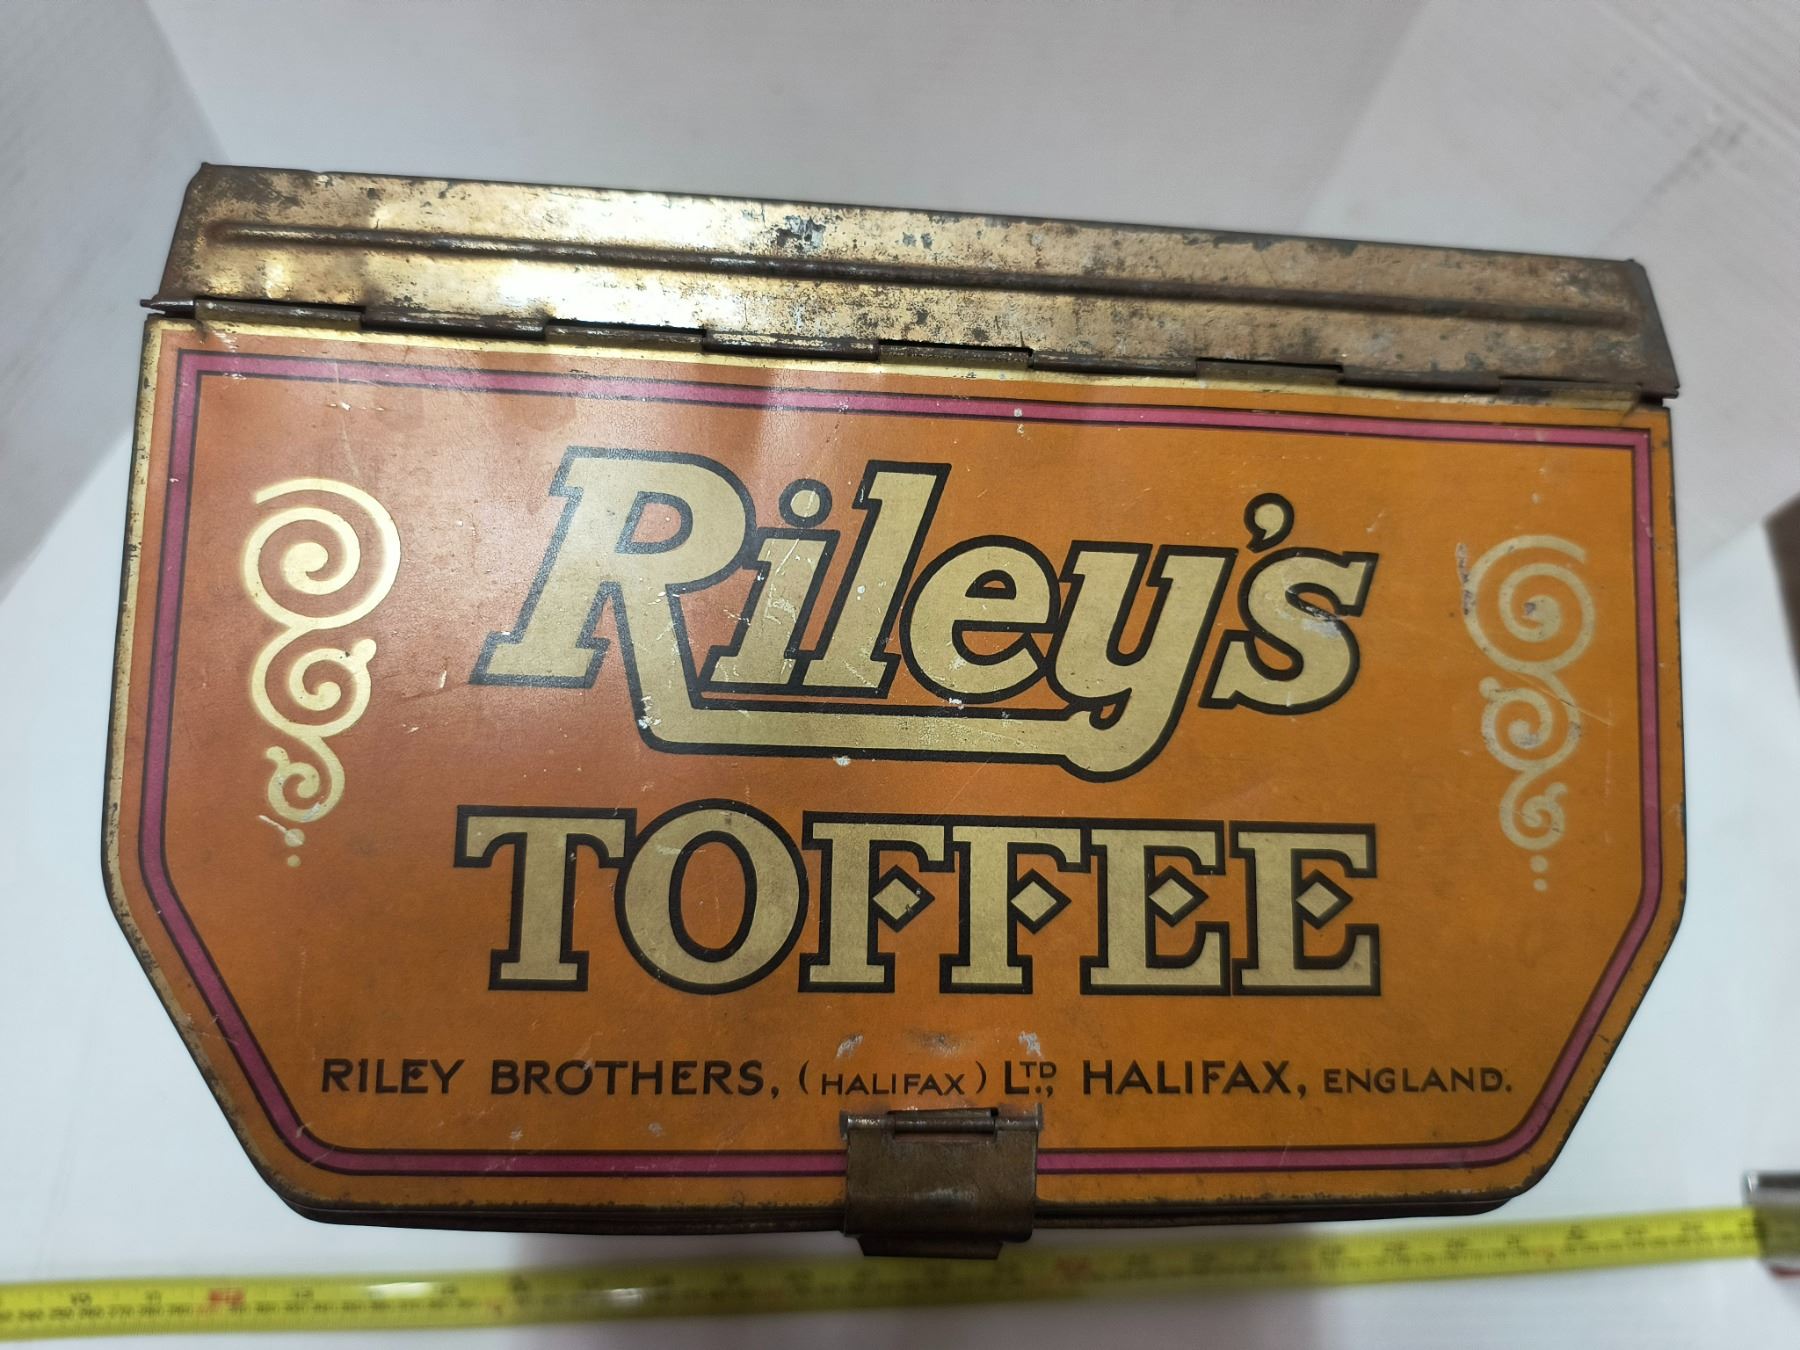 Riley's
TOFFEE
RILEY BROTHERS, (HALIFAX) LTD., HALIFAX, ENGLAND.